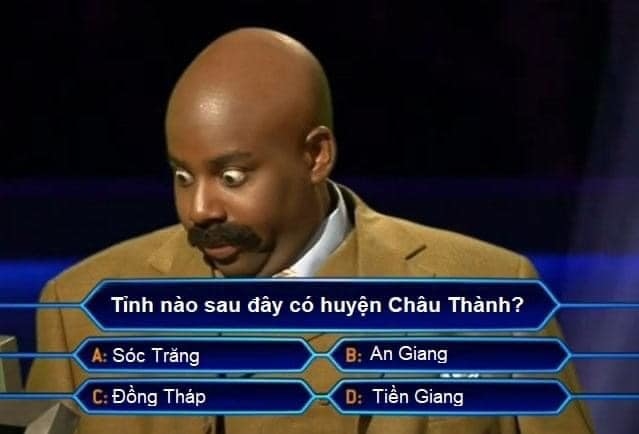 Tỉnh nào sau đây có huyện Châu Thành?
A: Sóc Trăng
B: An Giang
C: Đồng Tháp
D: Tiền Giang